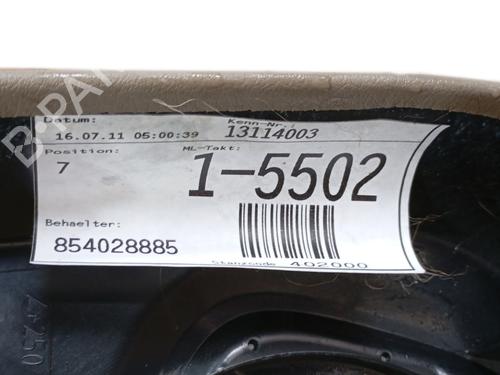 Datum:
Kenn-Nr.:
16.07.11 05:00:39
13114003
Position:
ML-Takt:
7
1-5502
Behaelter:
854028885
402000
250